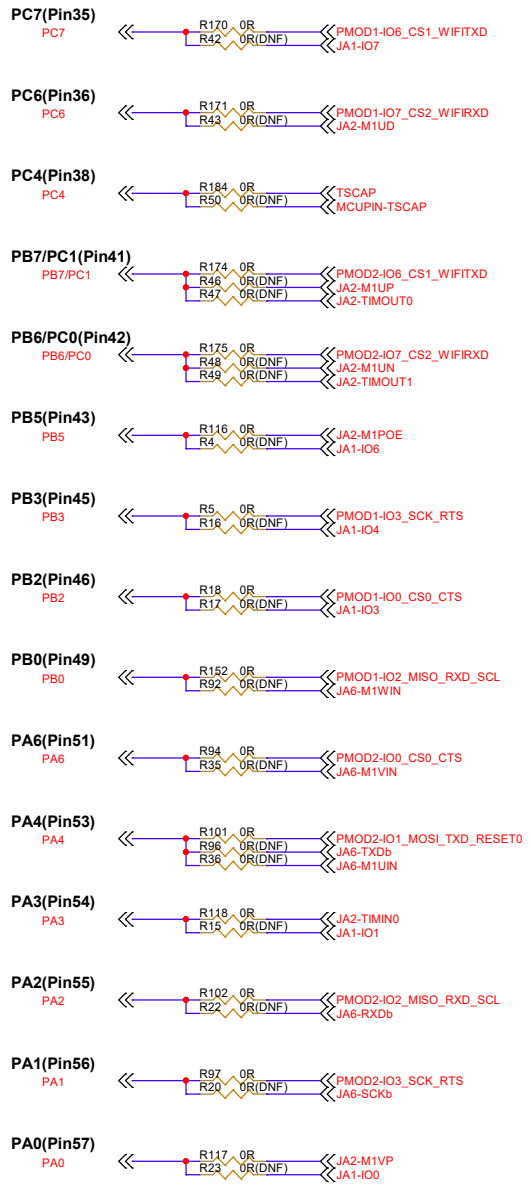 PC7(Pin35)
PC7
R170 0R PMOD1-IO6_CS1_WIFITXD
R42 0R(DNF) JA1-IO7
PC6(Pin36)
PC6
R171 0R PMOD1-IO7_CS2_WIFIRXD
R43 0R(DNF) JA2-M1UD
PC4(Pin38)
PC4
R184 0R TSCAP
R50 0R(DNF) MCUPIN-TSCAP
PB7/PC1(Pin41)
PB7/PC1
R174 0R PMOD2-IO6_CS1_WIFITXD
R46 0R(DNF) JA2-M1UP
R47 0R(DNF) JA2-TIMOUT0
PB6/PC0(Pin42)
PB6/PC0
R175 0R PMOD2-IO7_CS2_WIFIRXD
R48 0R(DNF) JA2-M1UN
R49 0R(DNF) JA2-TIMOUT1
PB5(Pin43)
PB5
R116 0R JA2-M1POE
R4 0R(DNF) JA1-IO6
PB3(Pin45)
PB3
R5 0R PMOD1-IO3_SCK_RTS
R16 0R(DNF) JA1-IO4
PB2(Pin46)
PB2
R18 0R PMOD1-IO0_CS0_CTS
R17 0R(DNF) JA1-IO3
PB0(Pin49)
PB0
R152 0R PMOD1-IO2_MISO_RXD_SCL
R92 0R(DNF) JA6-M1WIN
PA6(Pin51)
PA6
R94 0R PMOD2-IO0_CS0_CTS
R35 0R(DNF) JA6-M1VIN
PA4(Pin53)
PA4
R101 0R PMOD2-IO1_MOSI_TXD_RESET0
R96 0R(DNF) JA6-TXDb
R36 0R(DNF) JA6-M1UIN
PA3(Pin54)
PA3
R118 0R JA2-TIMIN0
R15 0R(DNF) JA1-IO1
PA2(Pin55)
PA2
R102 0R PMOD2-IO2_MISO_RXD_SCL
R22 0R(DNF) JA6-RXDb
PA1(Pin56)
PA1
R97 0R PMOD2-IO3_SCK_RTS
R20 0R(DNF) JA6-SCKb
PA0(Pin57)
PA0
R117 0R JA2-M1VP
R23 0R(DNF) JA1-IO0